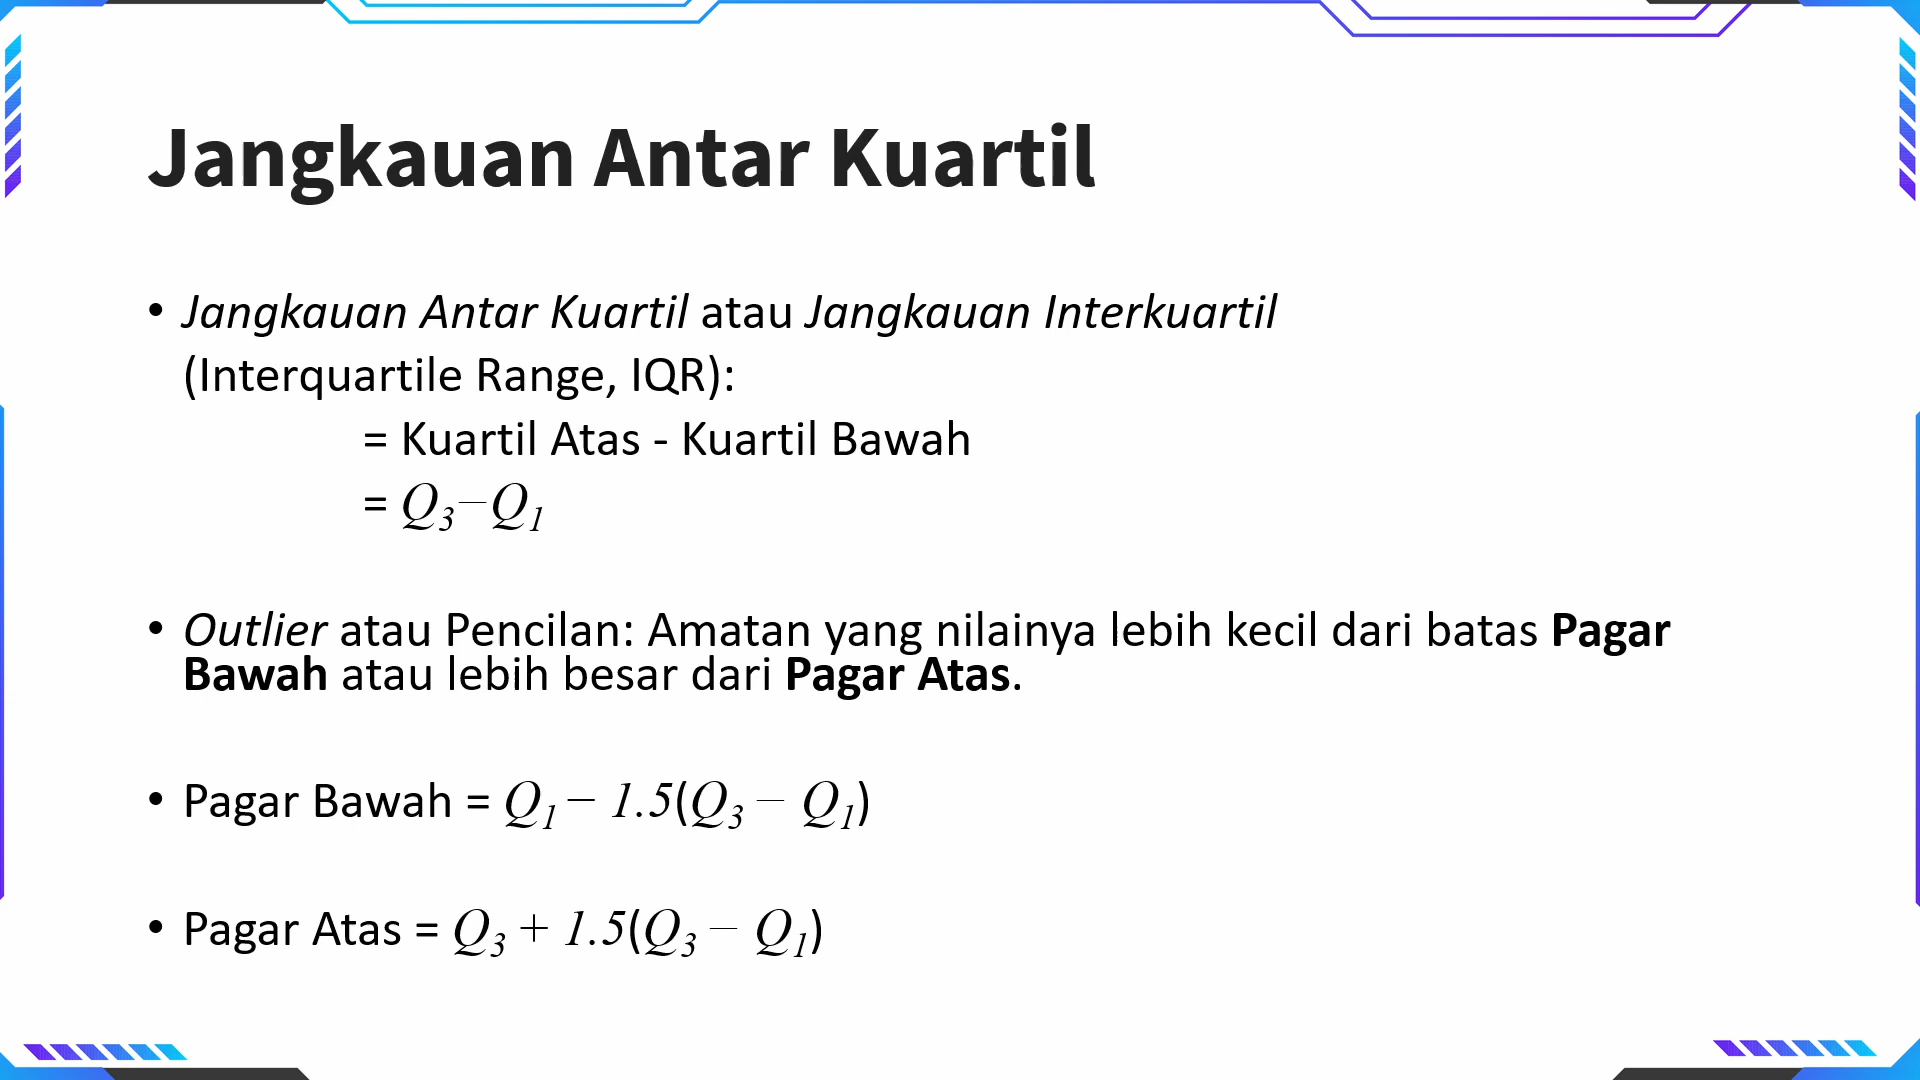 Jangkauan Antar Kuartil
• Jangkauan Antar Kuartil atau Jangkauan Interkuartil
(Interquartile Range, IQR):
= Kuartil Atas - Kuartil Bawah
= Q₃−Q₁
• Outlier atau Pencilan: Amatan yang nilainya lebih kecil dari batas Pagar
Bawah atau lebih besar dari Pagar Atas.
• Pagar Bawah = Q₁ − 1.5(Q₃ − Q₁)
• Pagar Atas = Q₃ + 1.5(Q₃ − Q₁)